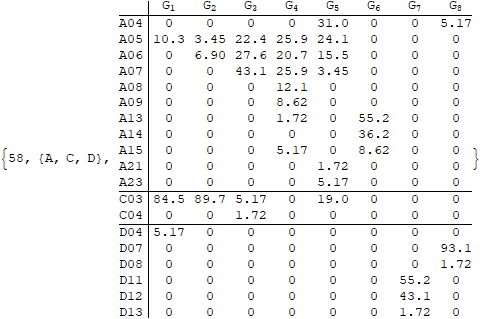 G₁ G₂ G₃ G₄ G₅ G₆ G₇ G₈
A04 0 0 0 0 31.0 0 0 5.17
A05 10.3 3.45 22.4 25.9 24.1 0 0 0
A06 0 6.90 27.6 20.7 15.5 0 0 0
A07 0 0 43.1 25.9 3.45 0 0 0
A08 0 0 0 12.1 0 0 0 0
A09 0 0 0 8.62 0 0 0 0
A13 0 0 0 1.72 0 55.2 0 0
A14 0 0 0 0 0 36.2 0 0
{58, {A, C, D}, A15 0 0 0 5.17 0 8.62 0 0 }
A21 0 0 0 0 1.72 0 0 0
A23 0 0 0 0 5.17 0 0 0
C03 84.5 89.7 5.17 0 19.0 0 0 0
C04 0 0 1.72 0 0 0 0 0
D04 5.17 0 0 0 0 0 0 0
D07 0 0 0 0 0 0 0 93.1
D08 0 0 0 0 0 0 0 1.72
D11 0 0 0 0 0 0 55.2 0
D12 0 0 0 0 0 0 43.1 0
D13 0 0 0 0 0 0 1.72 0